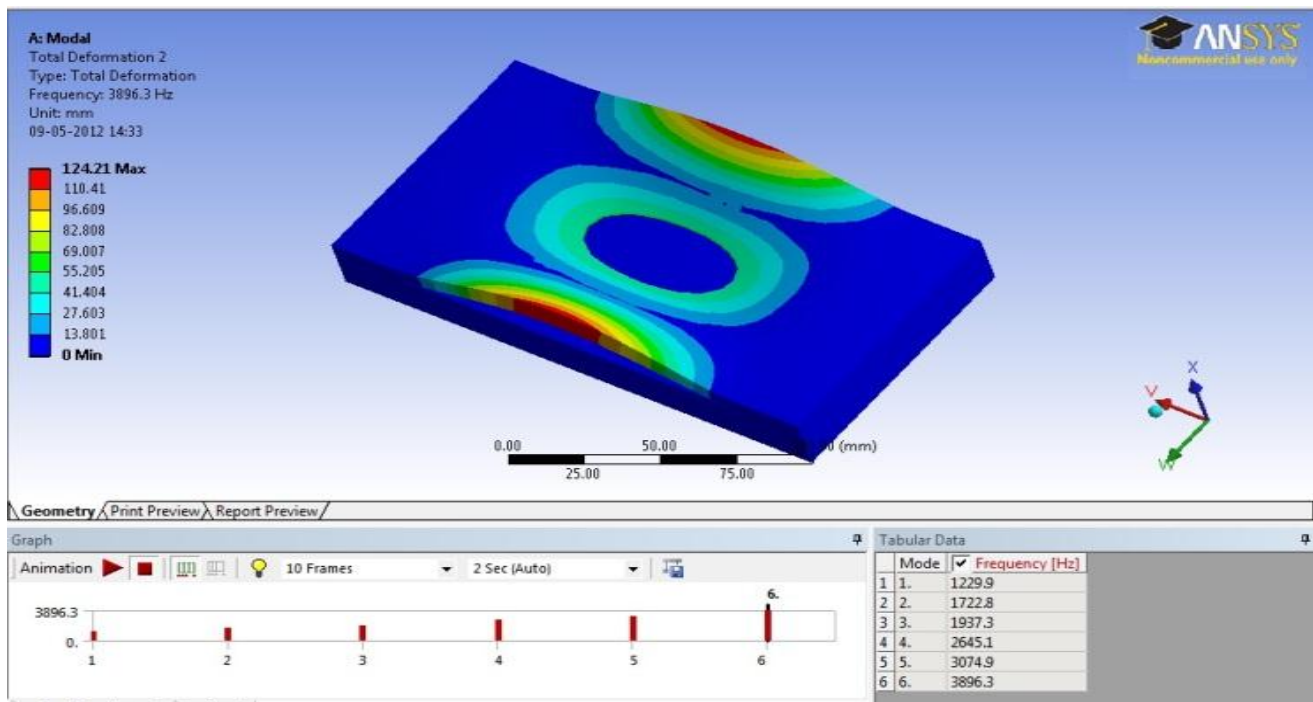 A: Modal
Total Deformation 2
Type: Total Deformation
Frequency: 3896.3 Hz
Unit: mm
09-05-2012 14:33
ANSYS
Noncommercial use only
124.21 Max
110.41
96.609
82.808
69.007
55.205
41.404
27.603
13.801
0 Min
0.00 50.00 (mm)
25.00 75.00
X
V
W
Geometry Print Preview Report Preview
Graph
Animation 10 Frames 2 Sec (Auto)
6.
3896.3
0.
1 2 3 4 5 6
Tabular Data
Mode Frequency [Hz]
1 1. 1229.9
2 2. 1722.8
3 3. 1937.3
4 4. 2645.1
5 5. 3074.9
6 6. 3896.3